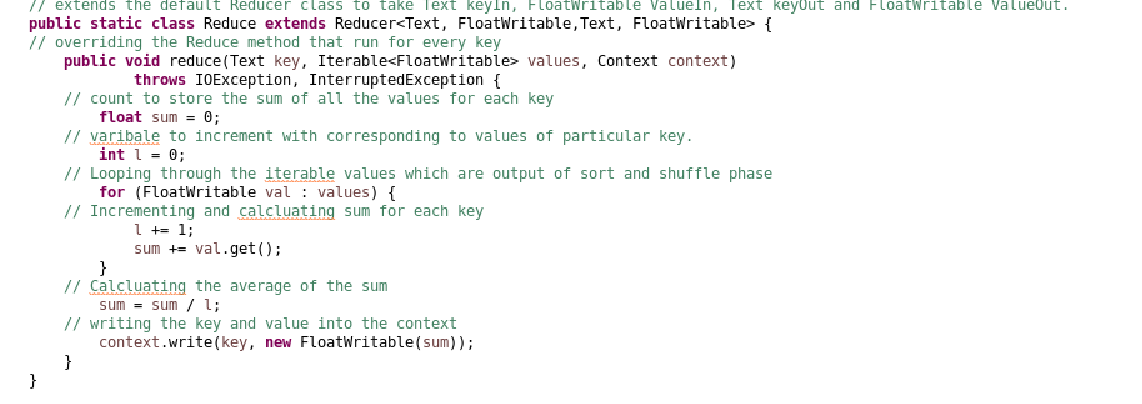 // extends the default Reducer class to take Text keyIn, FloatWritable ValueIn, Text keyOut and FloatWritable ValueOut.
public static class Reduce extends Reducer<Text, FloatWritable,Text, FloatWritable> {
// overriding the Reduce method that run for every key
    public void reduce(Text key, Iterable<FloatWritable> values, Context context)
            throws IOException, InterruptedException {
    // count to store the sum of all the values for each key
        float sum = 0;
    // varibale to increment with corresponding to values of particular key.
        int l = 0;
    // Looping through the iterable values which are output of sort and shuffle phase
        for (FloatWritable val : values) {
    // Incrementing and calcluating sum for each key
            l += 1;
            sum += val.get();
        }
    // Calcluating the average of the sum
        sum = sum / l;
    // writing the key and value into the context
        context.write(key, new FloatWritable(sum));
    }
}